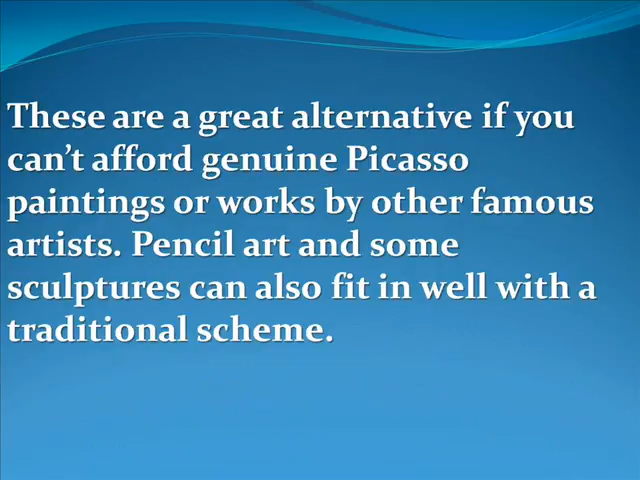 These are a great alternative if you
can't afford genuine Picasso
paintings or works by other famous
artists. Pencil art and some
sculptures can also fit in well with a
traditional scheme.